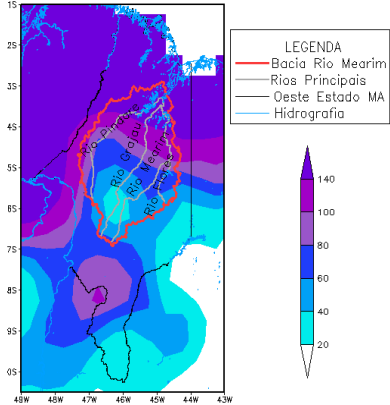 1S
2S
3S
4S
5S
6S
7S
8S
9S
0S
48W 47W 46W 45W 44W 43W
Rio Pindaré
Rio Grajaú
Rio Mearim
Rio Flores
LEGENDA
Bacia Rio Mearim
Rios Principais
Oeste Estado MA
Hidrografia
140
100
80
60
40
20